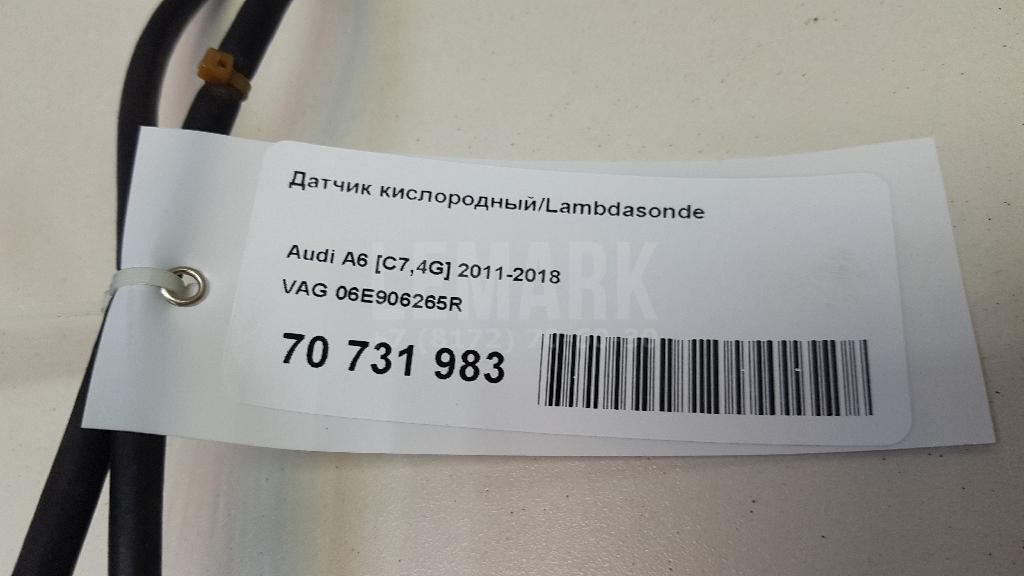 Датчик кислородный/Lambdasonde
Audi A6 [C7,4G] 2011-2018
VAG 06E906265R
LEMARK
70 731 983